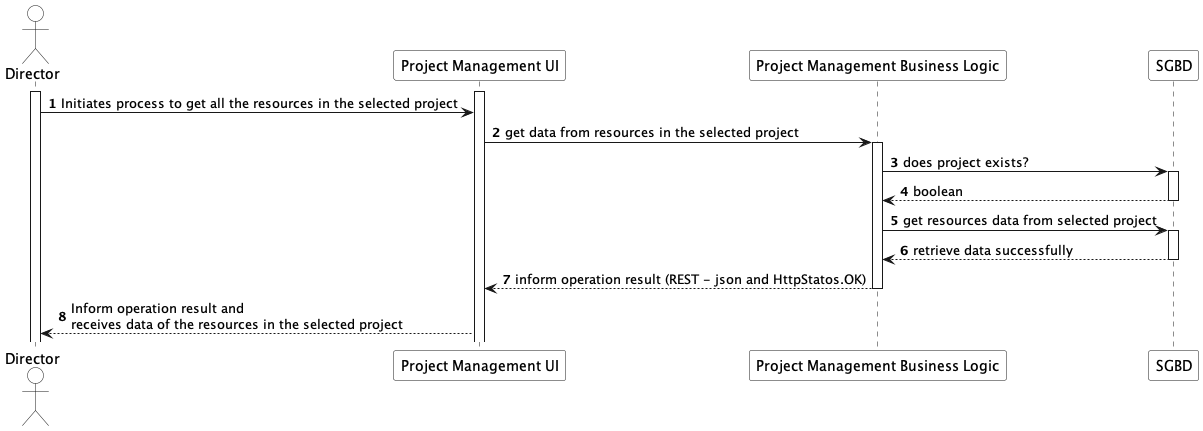 Director
Project Management UI
Project Management Business Logic
SGBD
1 Initiates process to get all the resources in the selected project
2 get data from resources in the selected project
3 does project exists?
4 boolean
5 get resources data from selected project
6 retrieve data successfully
7 inform operation result (REST - json and HttpStatos.OK)
8 Inform operation result and
receives data of the resources in the selected project
Director
Project Management UI
Project Management Business Logic
SGBD